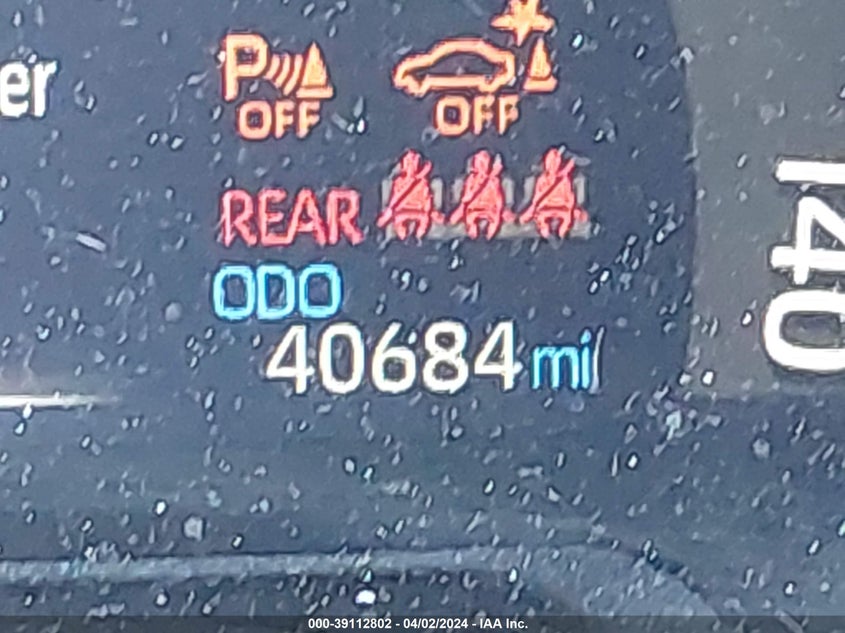 er
P
OFF
OFF
REAR
ODO
40684 mi
140
000-39112802 - 04/02/2024 - IAA Inc.